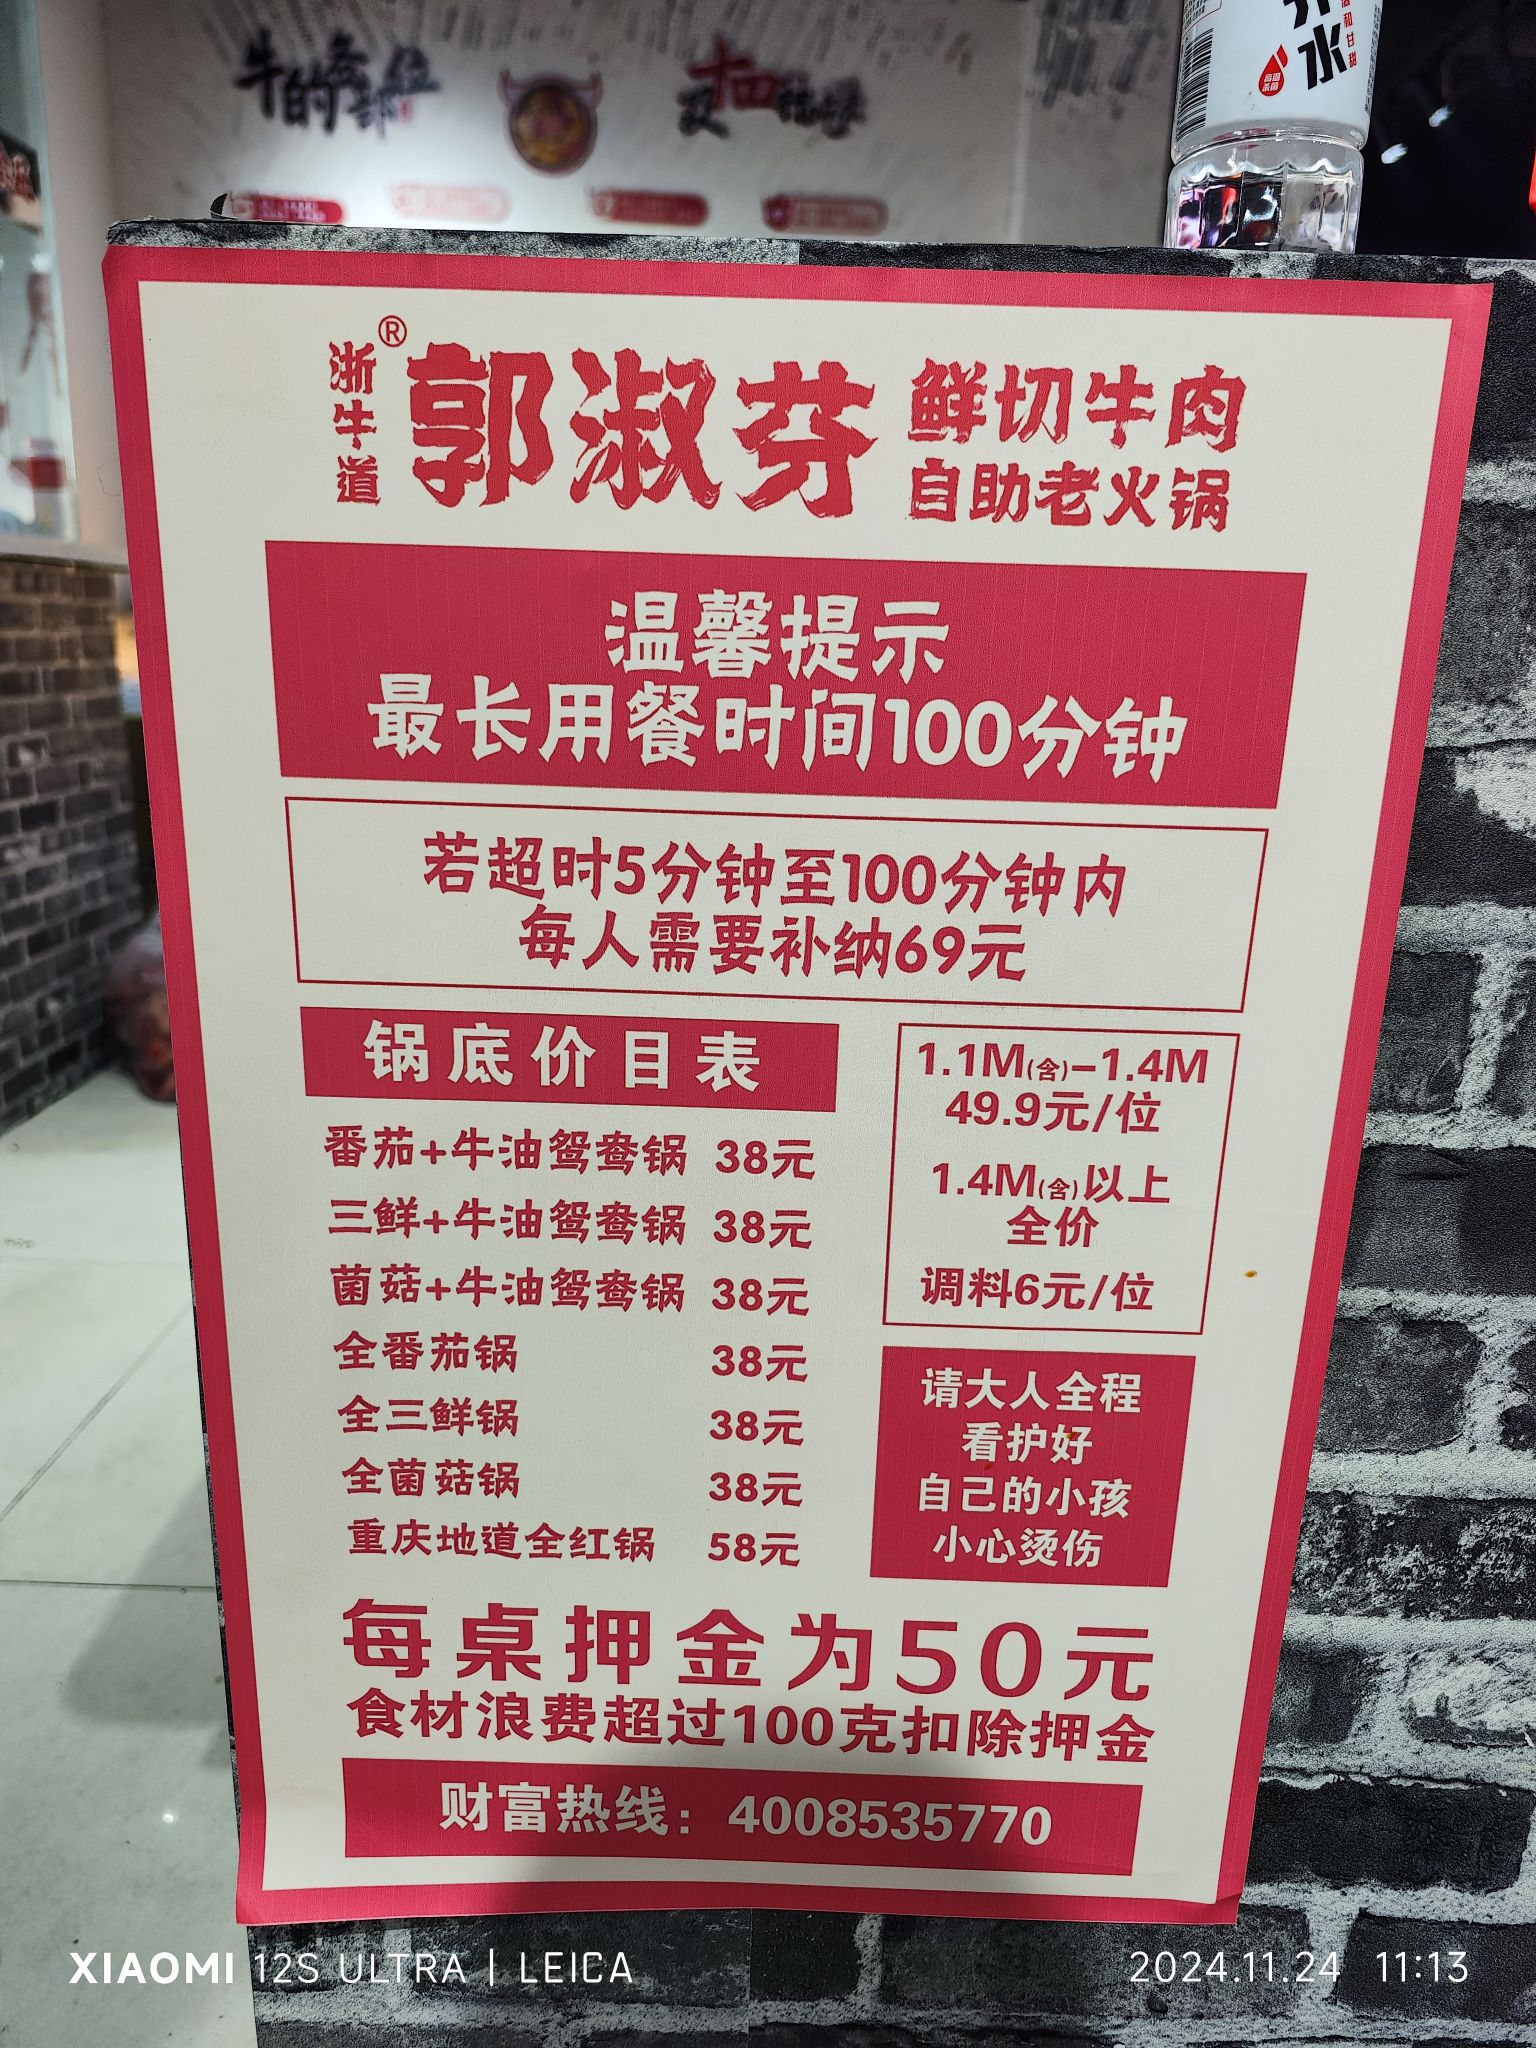 牛的各部位
水
浙牛道®
郭淑芬
鲜切牛肉
自助老火锅
温馨提示
最长用餐时间100分钟
若超时5分钟至100分钟内
每人需要补纳69元
锅底价目表
番茄+牛油鸳鸯锅 38元
三鲜+牛油鸳鸯锅 38元
菌菇+牛油鸳鸯锅 38元
全番茄锅 38元
全三鲜锅 38元
全菌菇锅 38元
重庆地道全红锅 58元
1.1M(含)-1.4M
49.9元/位
1.4M(含)以上
全价
调料6元/位
请大人全程
看护好
自己的小孩
小心烫伤
每桌押金为50元
食材浪费超过100克扣除押金
财富热线：4008535770
XIAOMI 12S ULTRA | LEICA
2024.11.24 11:13